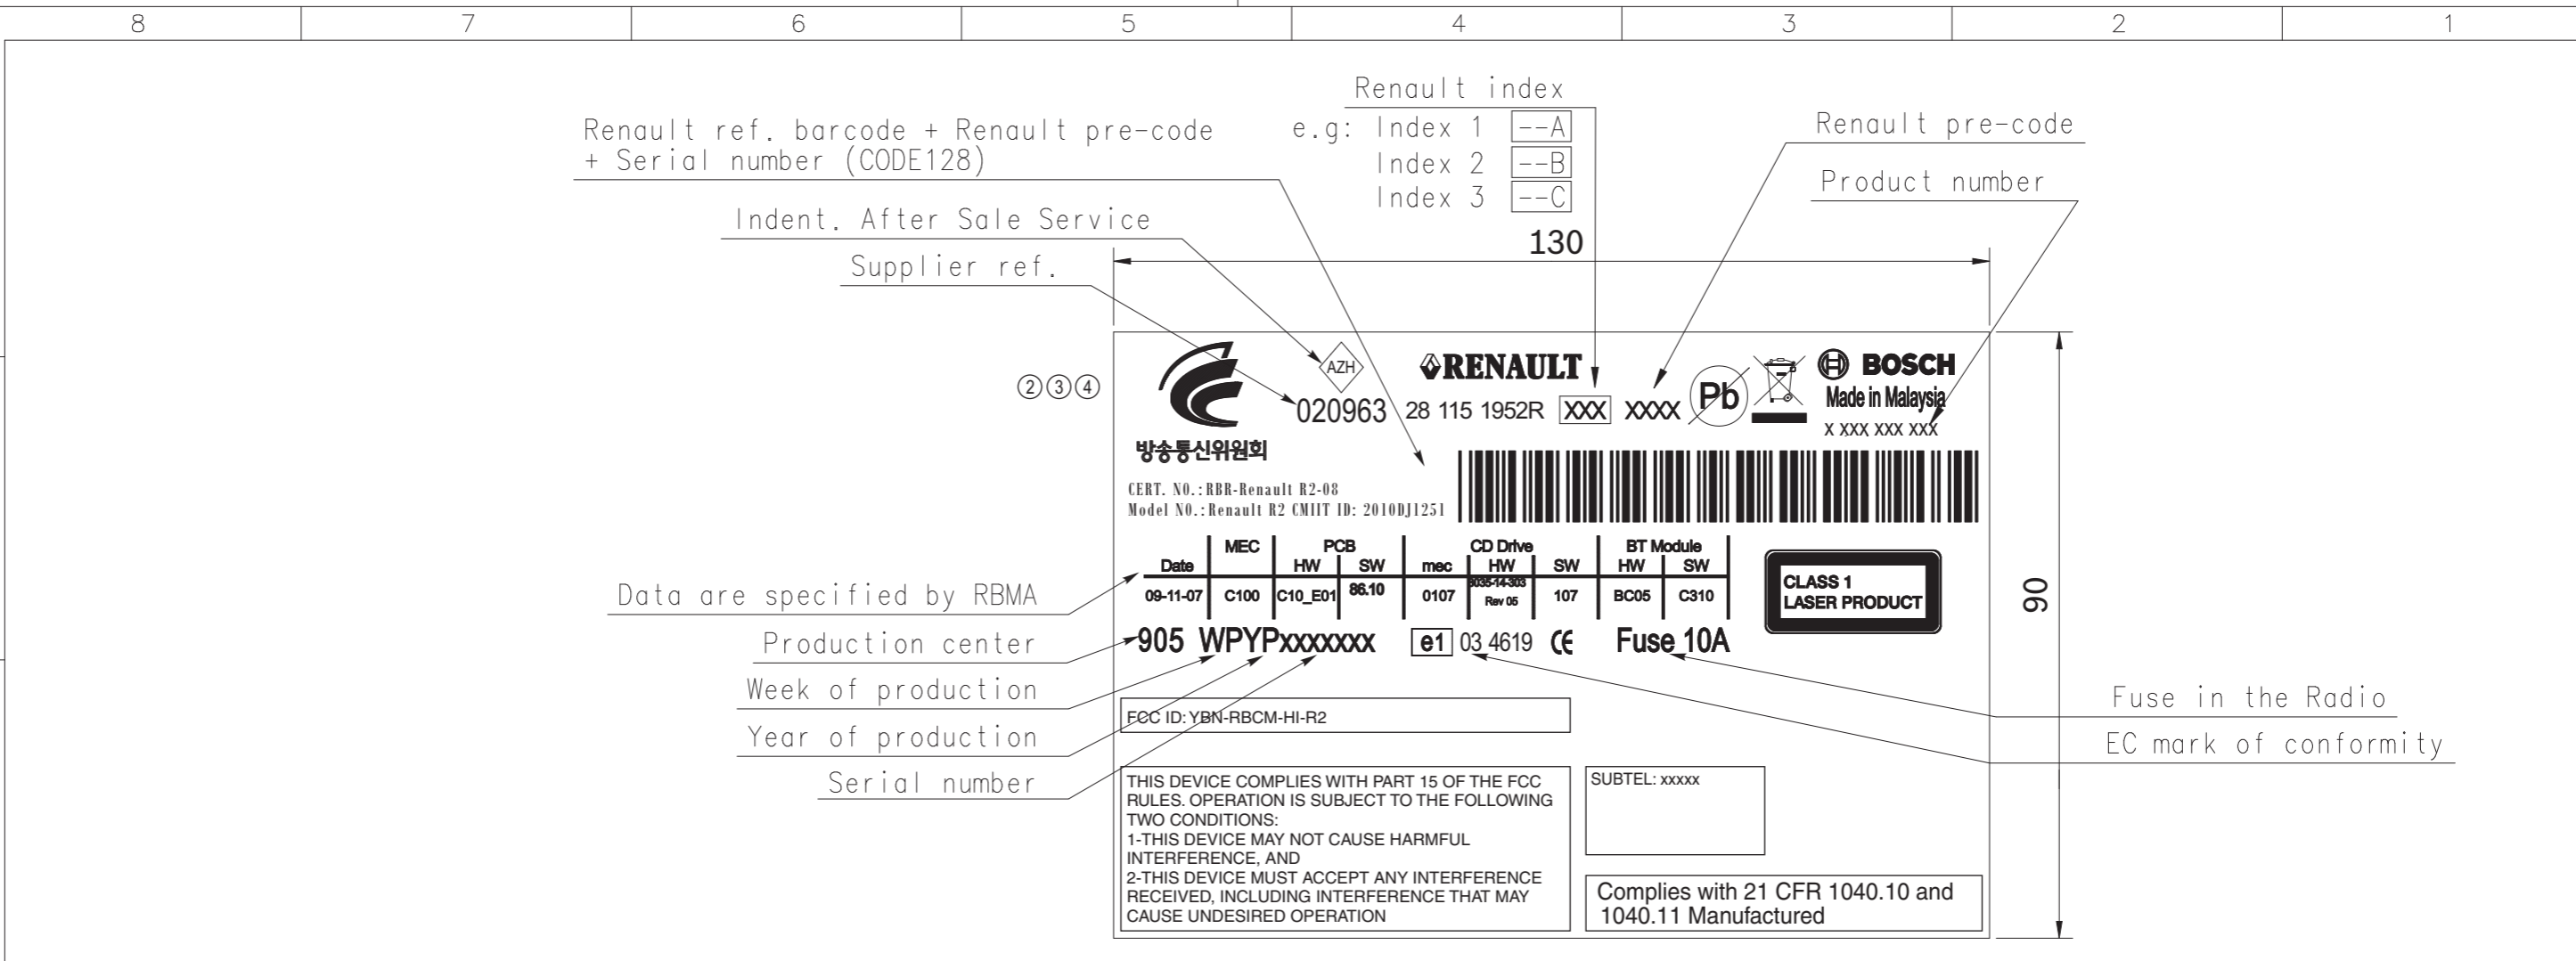 8 7 6 5 4 3 2 1
Renault index
e.g: Index 1 --A
Index 2 --B
Index 3 --C
Renault ref. barcode + Renault pre-code
+ Serial number (CODE128)
Renault pre-code
Product number
Indent. After Sale Service
Supplier ref.
130
② ③ ④
방송통신위원회
AZH
020963
RENAULT
28 115 1952R XXX XXXX
Pb
BOSCH
Made in Malaysia
X XXX XXX XXX
CERT. NO.:RBR-Renault R2-08
Model NO.:Renault R2 CMIIT ID: 2010DJ1251
MEC PCB CD Drive BT Module
Date HW SW mec HW SW HW SW
09-11-07 C100 C10_E01 86.10 0107 8035-14-303 107 BC05 C310
Rev 05
CLASS 1
LASER PRODUCT
90
Data are specified by RBMA
Production center
Week of production
Year of production
Serial number
905 WPYPxxxxxxx e1 03 4619 CE Fuse 10A
Fuse in the Radio
EC mark of conformity
FCC ID: YBN-RBCM-HI-R2
THIS DEVICE COMPLIES WITH PART 15 OF THE FCC
RULES. OPERATION IS SUBJECT TO THE FOLLOWING
TWO CONDITIONS:
1-THIS DEVICE MAY NOT CAUSE HARMFUL
INTERFERENCE, AND
2-THIS DEVICE MUST ACCEPT ANY INTERFERENCE
RECEIVED, INCLUDING INTERFERENCE THAT MAY
CAUSE UNDESIRED OPERATION
SUBTEL: xxxxx
Complies with 21 CFR 1040.10 and
1040.11 Manufactured